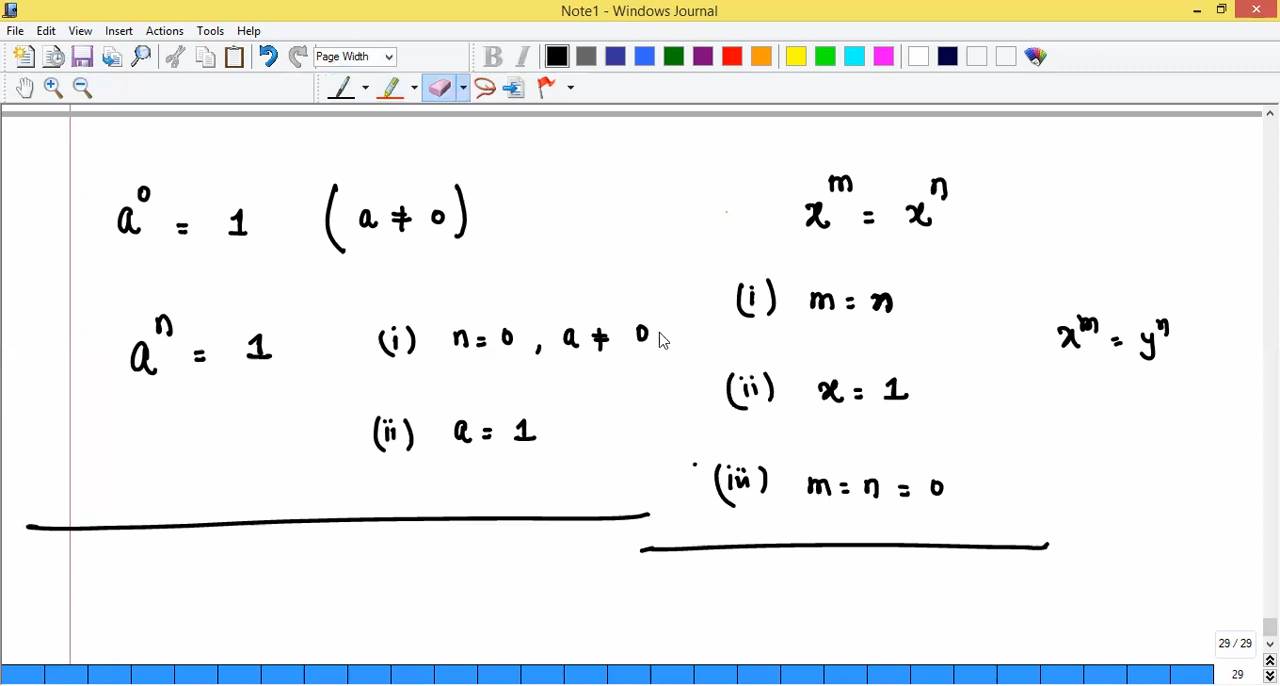 Note1 - Windows Journal
File Edit View Insert Actions Tools Help
Page Width
B I
a⁰ = 1 (a ≠ 0)
aⁿ = 1 (i) n = 0 , a ≠ 0
(ii) a = 1
xᵐ = xⁿ
(i) m = n
(ii) x = 1
(iii) m = n = 0
xᵐ = yⁿ
29 / 29
29